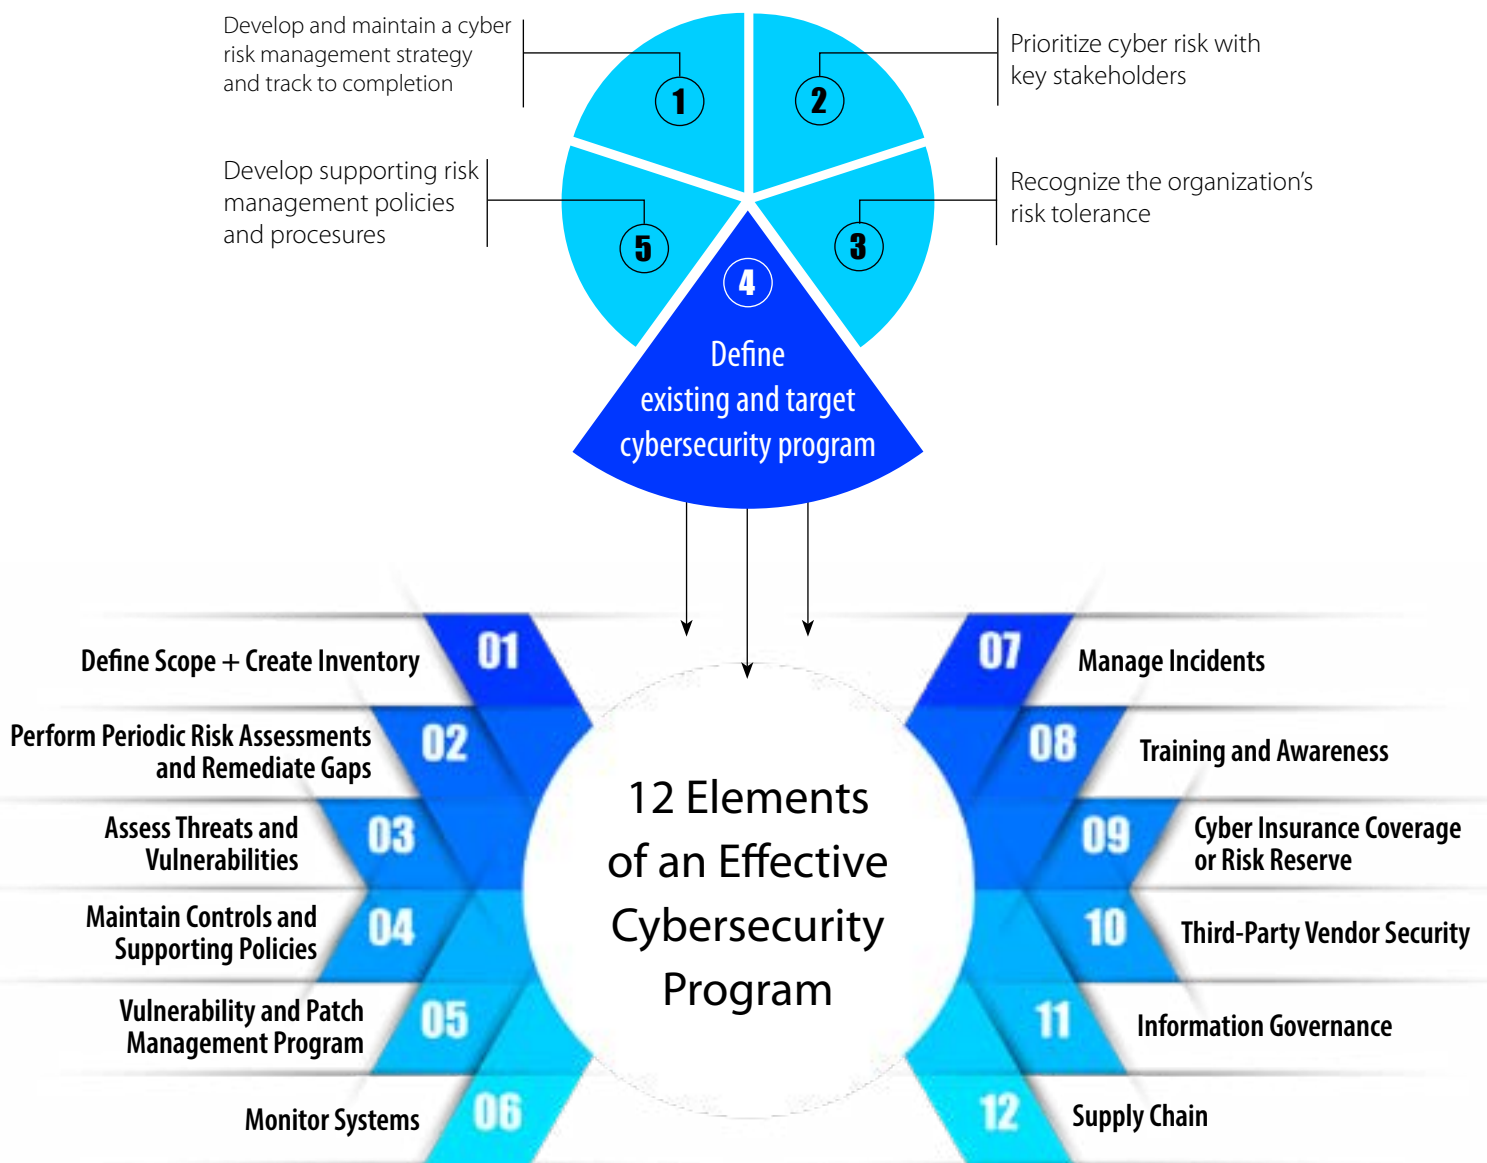 Develop and maintain a cyber
risk management strategy
and track to completion
1
2
Prioritize cyber risk with
key stakeholders
Develop supporting risk
management policies
and procesures
5
3
Recognize the organization's
risk tolerance
4
Define
existing and target
cybersecurity program
Define Scope + Create Inventory
01
Perform Periodic Risk Assessments
and Remediate Gaps
02
Assess Threats and
Vulnerabilities
03
Maintain Controls and
Supporting Policies
04
Vulnerability and Patch
Management Program
05
Monitor Systems
06
12 Elements
of an Effective
Cybersecurity
Program
07
Manage Incidents
08
Training and Awareness
09
Cyber Insurance Coverage
or Risk Reserve
10
Third-Party Vendor Security
11
Information Governance
12
Supply Chain